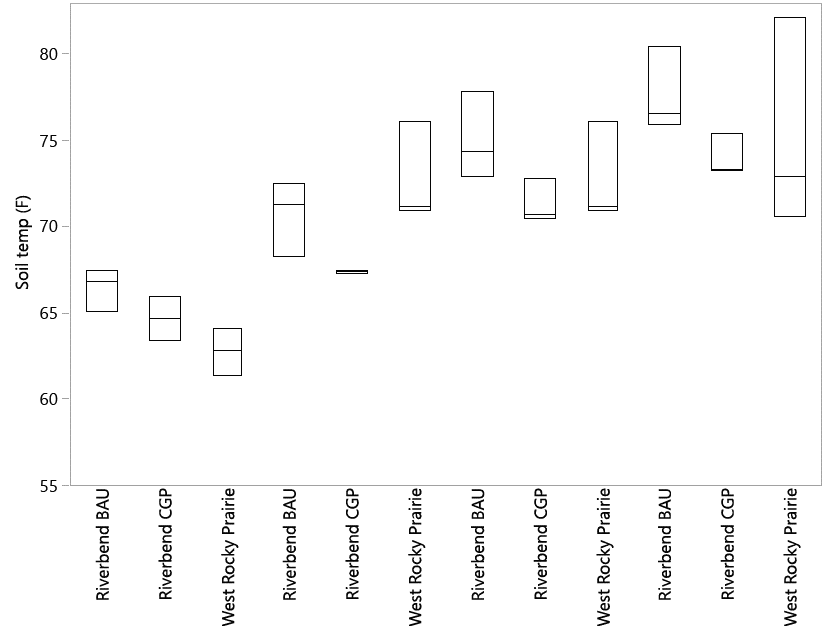 80
75
70
65
60
55
Soil temp (F)
Riverbend BAU
Riverbend CGP
West Rocky Prairie
Riverbend BAU
Riverbend CGP
West Rocky Prairie
Riverbend BAU
Riverbend CGP
West Rocky Prairie
Riverbend BAU
Riverbend CGP
West Rocky Prairie